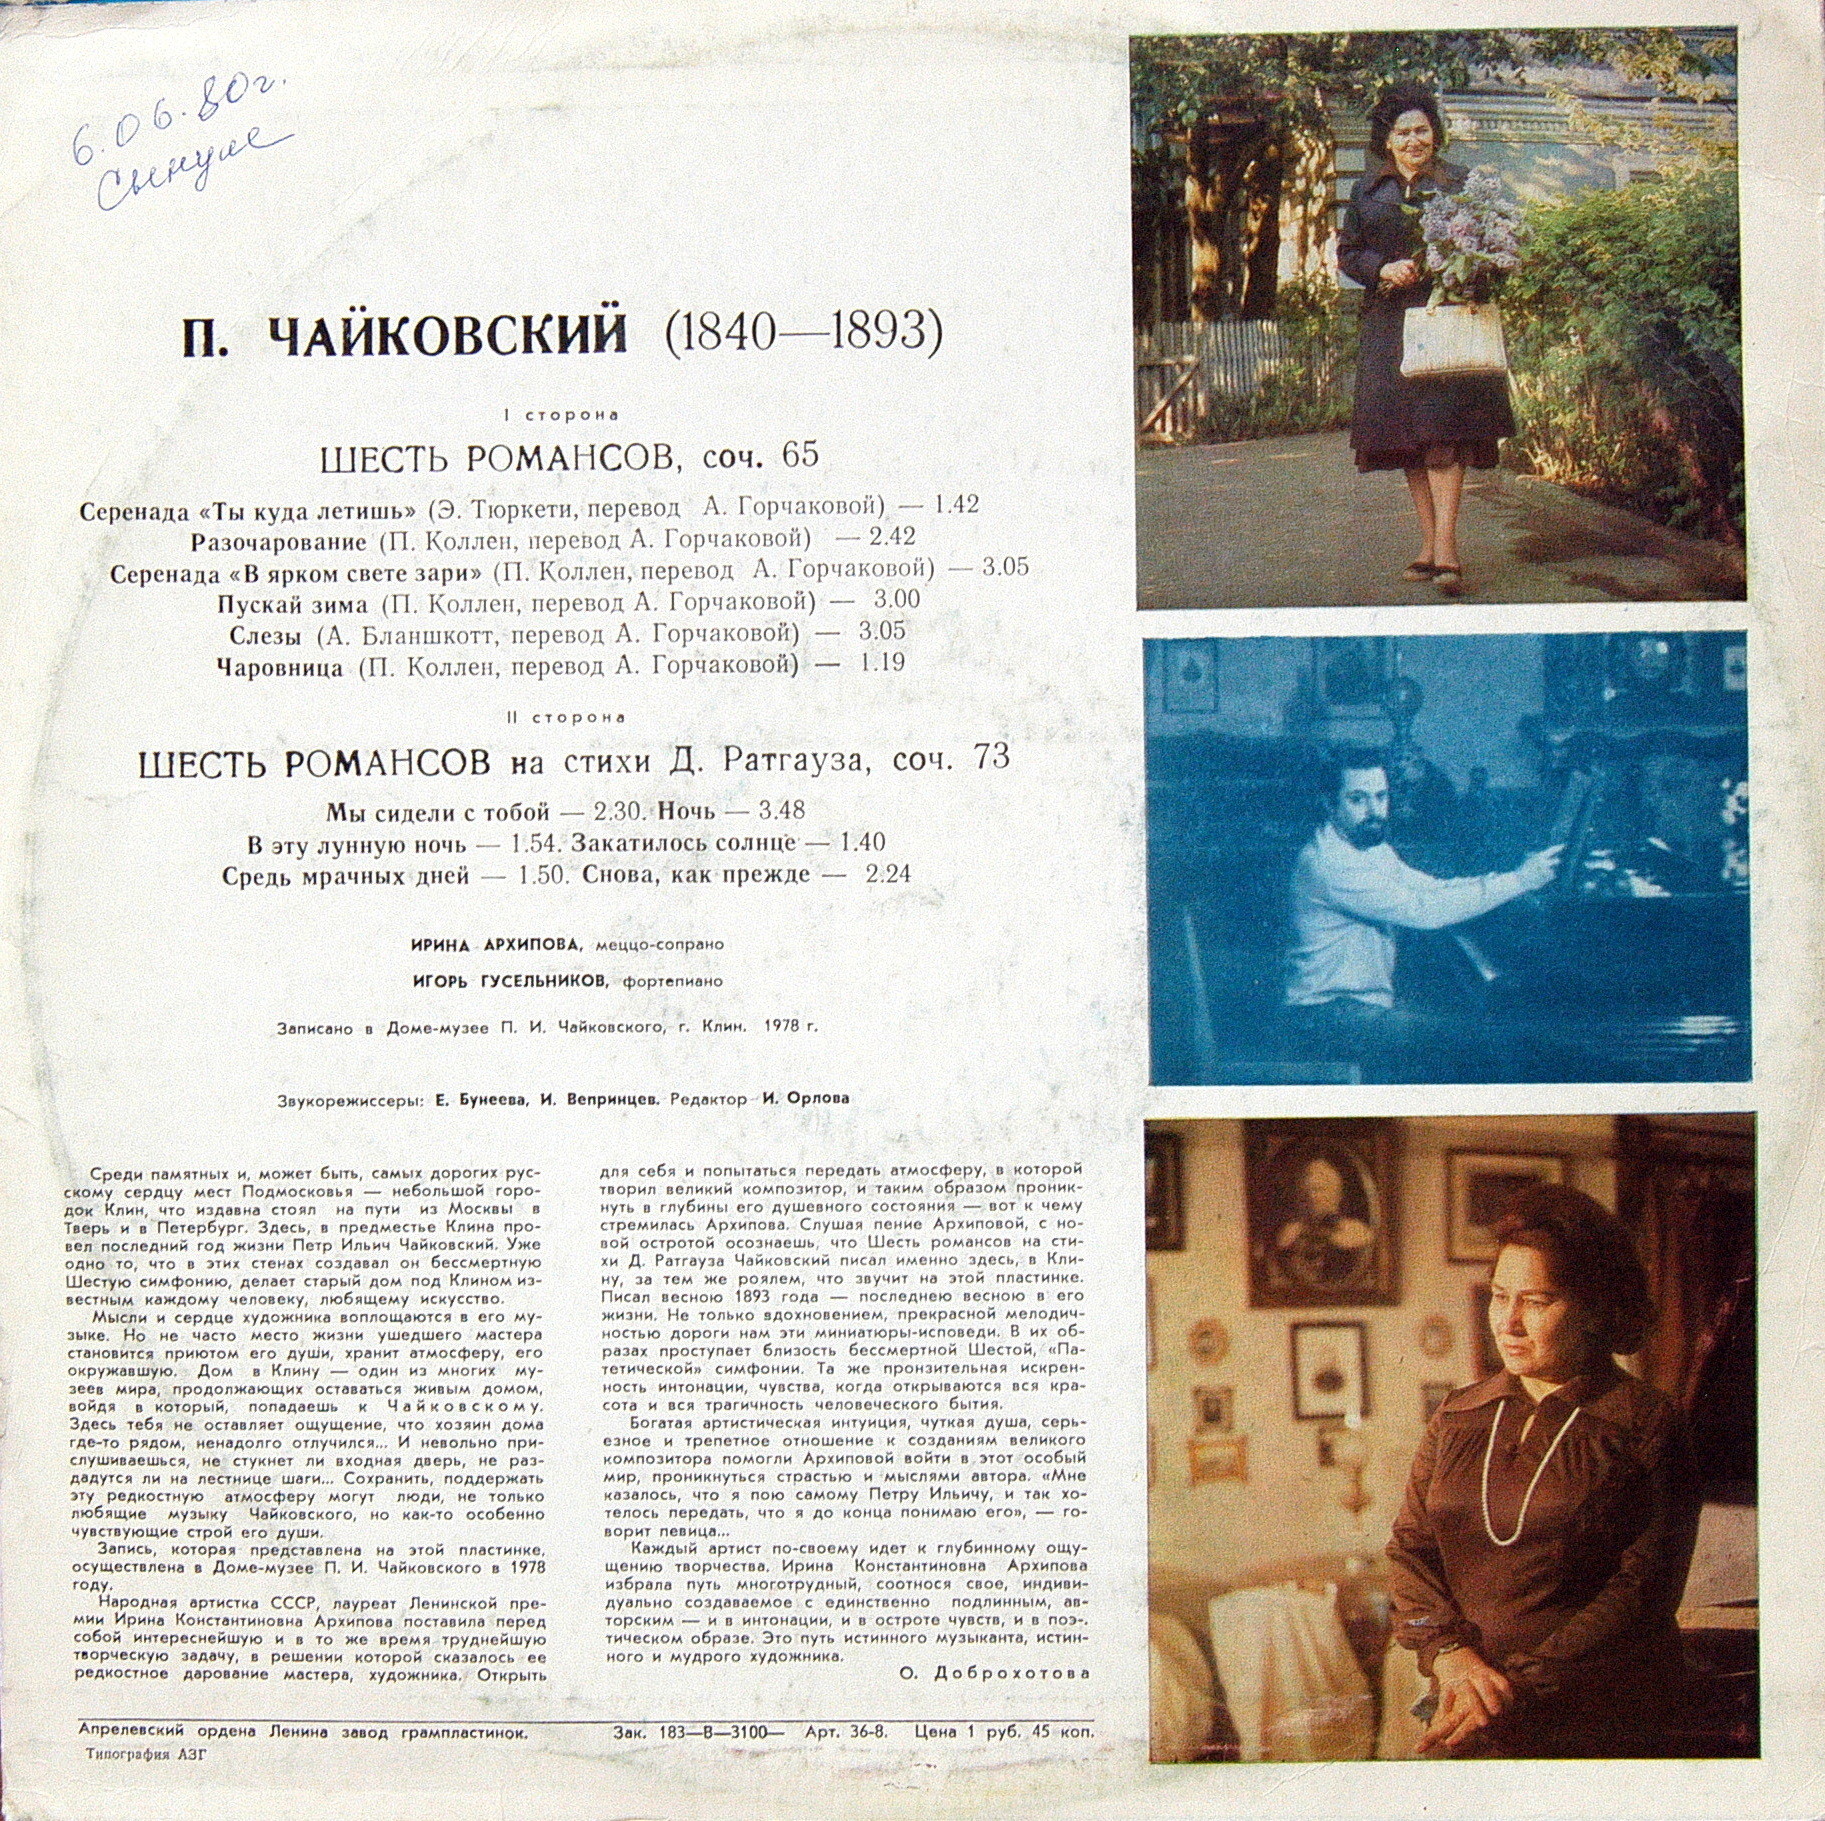 6.06.80г.
Сынуле
П. ЧАЙКОВСКИЙ (1840—1893)
I сторона
ШЕСТЬ РОМАНСОВ, соч. 65
Серенада «Ты куда летишь» (Э. Тюркети, перевод А. Горчаковой) — 1.42
Разочарование (П. Коллен, перевод А. Горчаковой) — 2.42
Серенада «В ярком свете зари» (П. Коллен, перевод А. Горчаковой) — 3.05
Пускай зима (П. Коллен, перевод А. Горчаковой) — 3.00
Слезы (А. Бланшкотт, перевод А. Горчаковой) — 3.05
Чаровница (П. Коллен, перевод А. Горчаковой) — 1.19
II сторона
ШЕСТЬ РОМАНСОВ на стихи Д. Ратгауза, соч. 73
Мы сидели с тобой — 2.30. Ночь — 3.48
В эту лунную ночь — 1.54. Закатилось солнце — 1.40
Средь мрачных дней — 1.50. Снова, как прежде — 2.24
ИРИНА АРХИПОВА, меццо-сопрано
ИГОРЬ ГУСЕЛЬНИКОВ, фортепиано
Записано в Доме-музее П. И. Чайковского, г. Клин. 1978 г.
Звукорежиссеры: Е. Бунеева, И. Вепринцев. Редактор И. Орлова
Среди памятных и, может быть, самых дорогих рус-
скому сердцу мест Подмосковья — небольшой горо-
док Клин, что издавна стоял на пути из Москвы в
Тверь и в Петербург. Здесь, в предместье Клина про-
вел последний год жизни Петр Ильич Чайковский. Уже
одно то, что в этих стенах создавал он бессмертную
Шестую симфонию, делает старый дом под Клином из-
вестным каждому человеку, любящему искусство.
Мысли и сердце художника воплощаются в его му-
зыке. Но не часто место жизни ушедшего мастера
становится приютом его души, хранит атмосферу, его
окружавшую. Дом в Клину — один из многих му-
зеев мира, продолжающих оставаться живым домом,
войдя в который, попадаешь к Чайковскому.
Здесь тебя не оставляет ощущение, что хозяин дома
где-то рядом, ненадолго отлучился... И невольно при-
слушиваешься, не стукнет ли входная дверь, не раз-
дадутся ли на лестнице шаги... Сохранить, поддержать
эту редкостную атмосферу могут люди, не только
любящие музыку Чайковского, но как-то особенно
чувствующие строй его души.
Запись, которая представлена на этой пластинке,
осуществлена в Доме-музее П. И. Чайковского в 1978
году.
Народная артистка СССР, лауреат Ленинской пре-
мии Ирина Константиновна Архипова поставила перед
собой интереснейшую и в то же время труднейшую
творческую задачу, в решении которой сказалось ее
редкостное дарование мастера, художника. Открыть
для себя и попытаться передать атмосферу, в которой
творил великий композитор, и таким образом проник-
нуть в глубины его душевного состояния — вот к чему
стремилась Архипова. Слушая пение Архиповой, с но-
вой остротой осознаешь, что Шесть романсов на сти-
хи Д. Ратгауза Чайковский писал именно здесь, в Кли-
ну, за тем же роялем, что звучит на этой пластинке.
Писал весною 1893 года — последнею весною в его
жизни. Не только вдохновением, прекрасной мелодич-
ностью дороги нам эти миниатюры-исповеди. В их об-
разах проступает близость бессмертной Шестой, «Па-
тетической» симфонии. Та же пронзительная искрен-
ность интонации, чувства, когда открываются вся кра-
сота и вся трагичность человеческого бытия.
Богатая артистическая интуиция, чуткая душа, серь-
езное и трепетное отношение к созданиям великого
композитора помогли Архиповой войти в этот особый
мир, проникнуться страстью и мыслями автора. «Мне
казалось, что я пою самому Петру Ильичу, и так хо-
телось передать, что я до конца понимаю его», — го-
ворит певица...
Каждый артист по-своему идет к глубинному ощу-
щению творчества. Ирина Константиновна Архипова
избрала путь многотрудный, соотнося свое, индиви-
дуально создаваемое с единственно подлинным, ав-
торским — и в интонации, и в остроте чувств, и в поэ-
тическом образе. Это путь истинного музыканта, истин-
ного и мудрого художника.
О. Доброхотова
Апрелевский ордена Ленина завод грампластинок. Зак. 183—В—3100— Арт. 36-8. Цена 1 руб. 45 коп.
Типография АЗГ